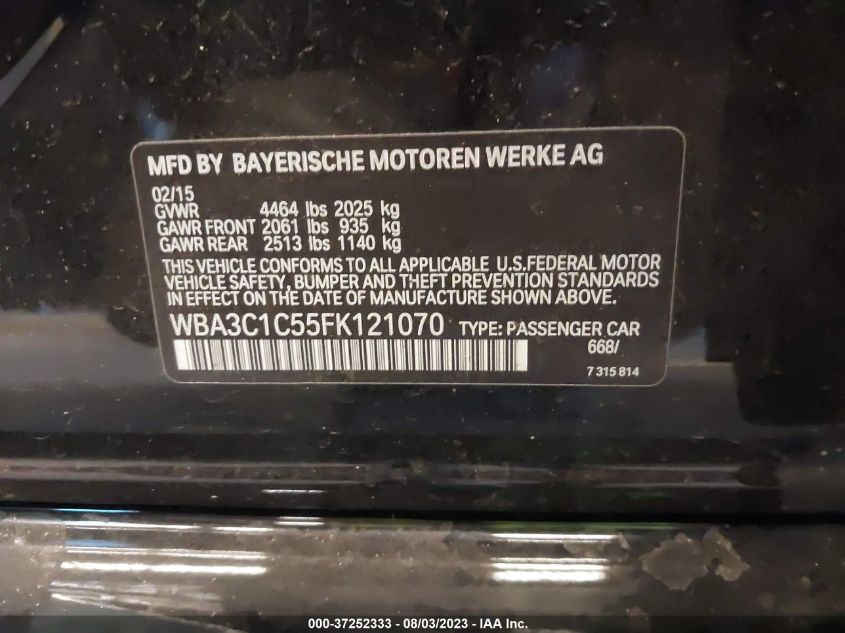 MFD BY BAYERISCHE MOTOREN WERKE AG
02/15
GVWR 4464 lbs 2025 kg
GAWR FRONT 2061 lbs 935 kg
GAWR REAR 2513 lbs 1140 kg
THIS VEHICLE CONFORMS TO ALL APPLICABLE U.S.FEDERAL MOTOR
VEHICLE SAFETY, BUMPER AND THEFT PREVENTION STANDARDS
IN EFFECT ON THE DATE OF MANUFACTURE SHOWN ABOVE.
WBA3C1C55FK121070 TYPE: PASSENGER CAR
668/
7 315 814
000-37252333 - 08/03/2023 - IAA Inc.